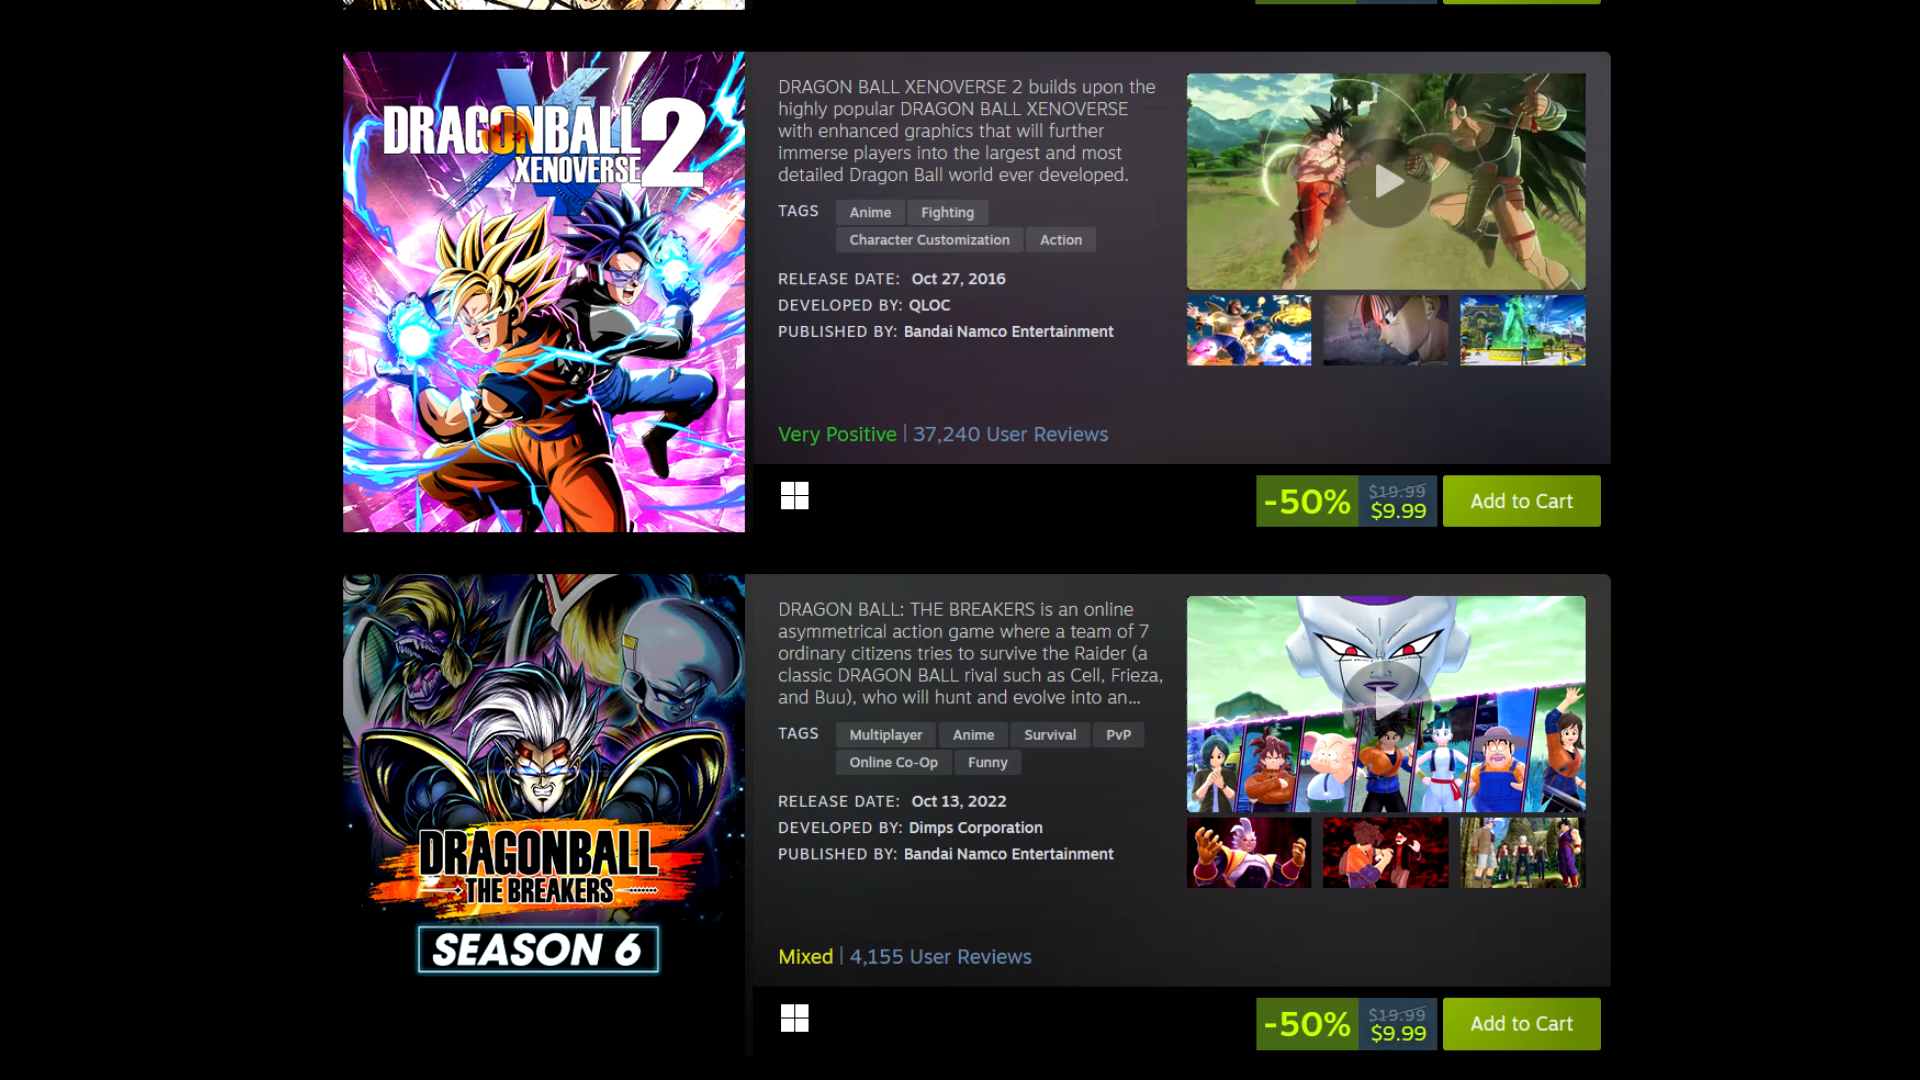 DRAGONBALL 2
XENOVERSE
DRAGON BALL XENOVERSE 2 builds upon the
highly popular DRAGON BALL XENOVERSE
with enhanced graphics that will further
immerse players into the largest and most
detailed Dragon Ball world ever developed.
TAGS Anime Fighting
Character Customization Action
RELEASE DATE: Oct 27, 2016
DEVELOPED BY: QLOC
PUBLISHED BY: Bandai Namco Entertainment
Very Positive | 37,240 User Reviews
-50% $19.99 $9.99 Add to Cart
DRAGONBALL
THE BREAKERS
SEASON 6
DRAGON BALL: THE BREAKERS is an online
asymmetrical action game where a team of 7
ordinary citizens tries to survive the Raider (a
classic DRAGON BALL rival such as Cell, Frieza,
and Buu), who will hunt and evolve into an...
TAGS Multiplayer Anime Survival PvP
Online Co-Op Funny
RELEASE DATE: Oct 13, 2022
DEVELOPED BY: Dimps Corporation
PUBLISHED BY: Bandai Namco Entertainment
Mixed | 4,155 User Reviews
-50% $19.99 $9.99 Add to Cart